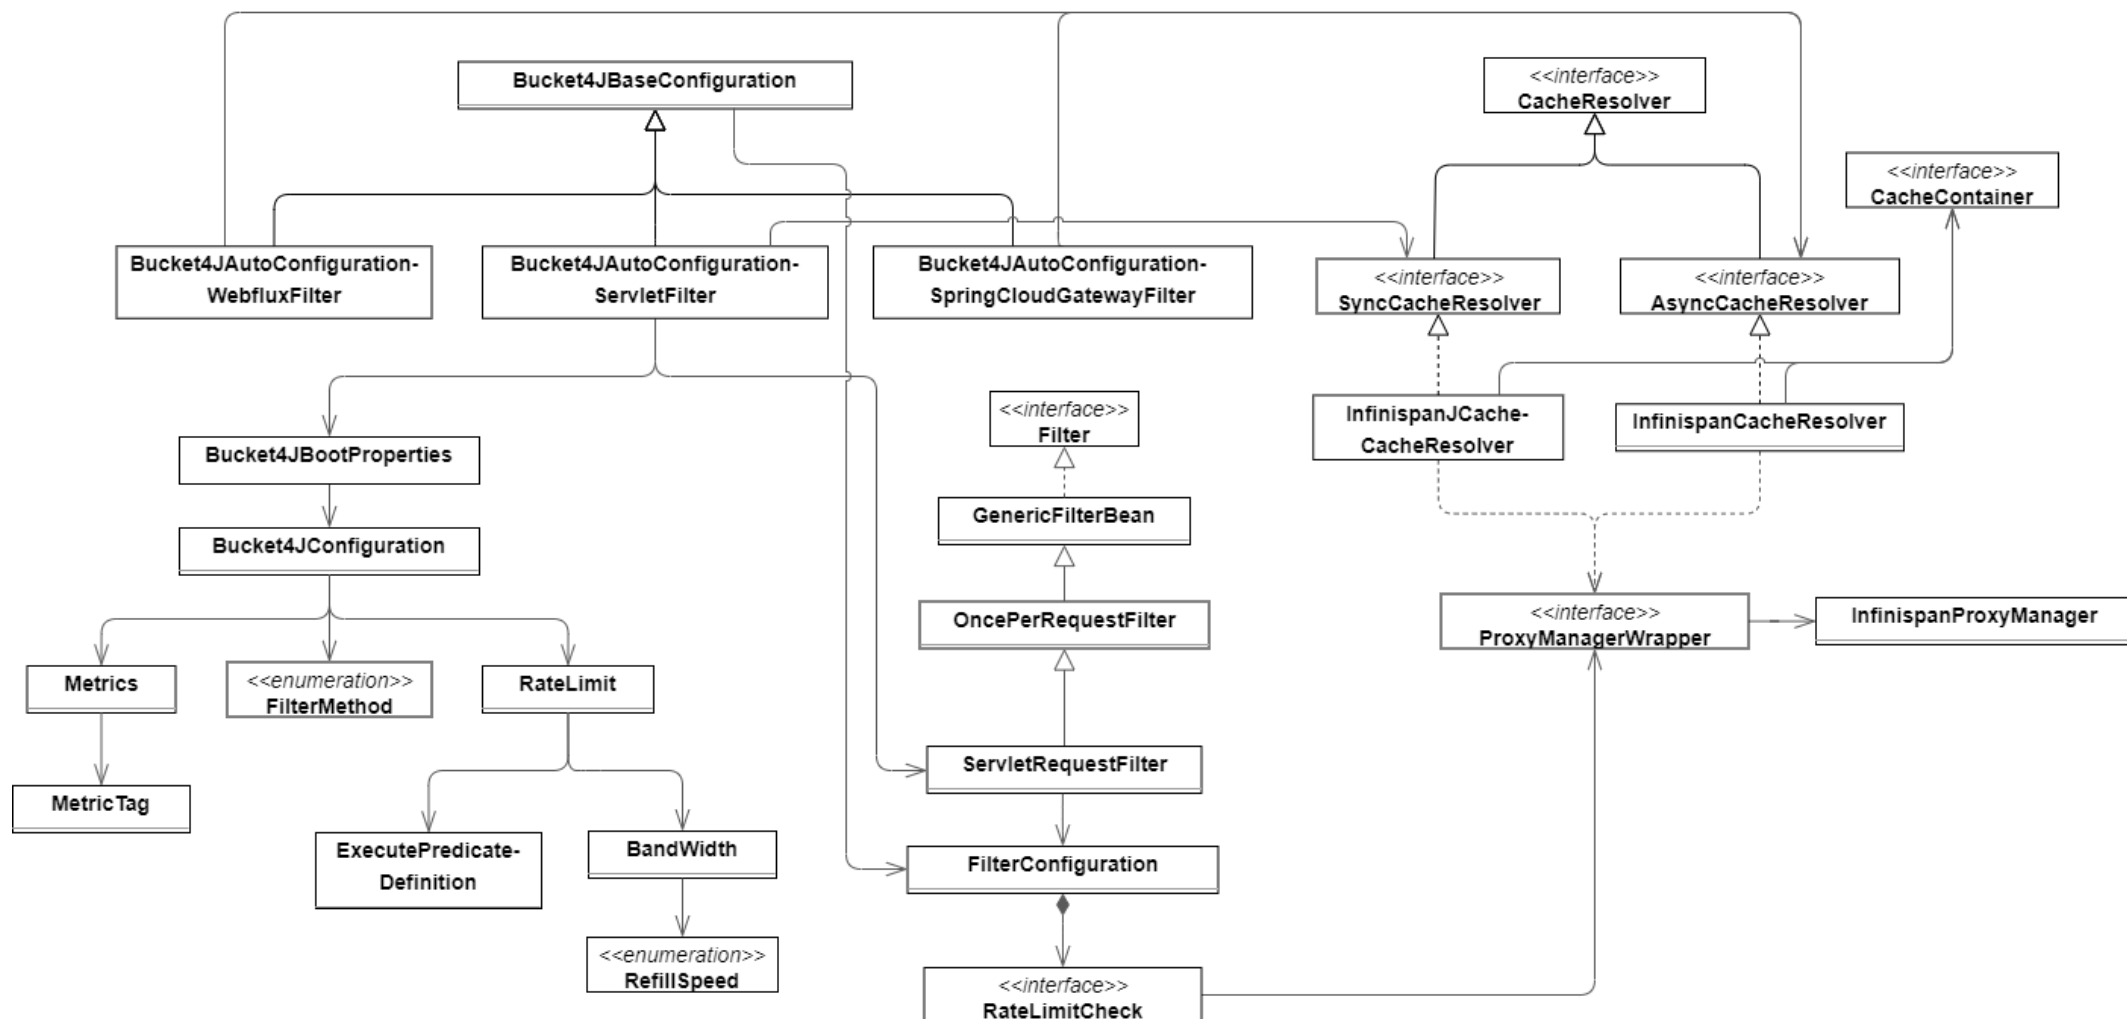 Bucket4JBaseConfiguration
<<interface>>
CacheResolver
<<interface>>
CacheContainer
Bucket4JAutoConfiguration-
WebfluxFilter
Bucket4JAutoConfiguration-
ServletFilter
Bucket4JAutoConfiguration-
SpringCloudGatewayFilter
<<interface>>
SyncCacheResolver
<<interface>>
AsyncCacheResolver
<<interface>>
Filter
InfinispanJCache-
CacheResolver
InfinispanCacheResolver
Bucket4JBootProperties
GenericFilterBean
Bucket4JConfiguration
OncePerRequestFilter
<<interface>>
ProxyManagerWrapper
InfinispanProxyManager
Metrics
<<enumeration>>
FilterMethod
RateLimit
ServletRequestFilter
MetricTag
ExecutePredicate-
Definition
BandWidth
FilterConfiguration
<<enumeration>>
RefillSpeed
<<interface>>
RateLimitCheck